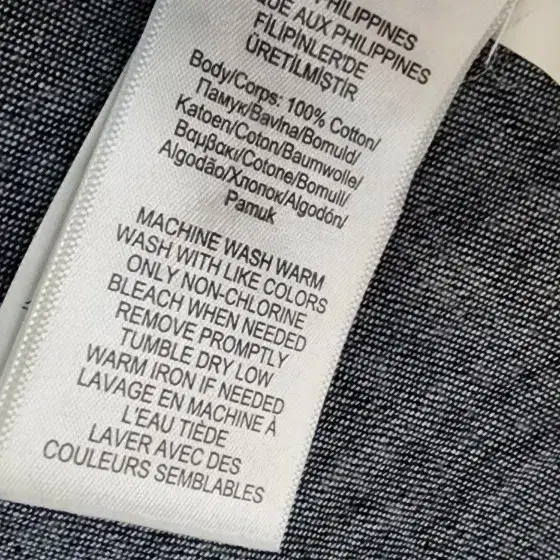 PHILIPPINES
QUE AUX PHILIPPINES
FİLİPİNLER'DE
ÜRETİLMİŞTİR
Body/Corps: 100% Cotton/
Памук/Bavlna/Bomuld/
Katoen/Coton/Baumwolle/
Βαμβακι/Cotone/Bomull/
Algodão/Хлопок/Algodón/
Pamuk
MACHINE WASH WARM
WASH WITH LIKE COLORS
ONLY NON-CHLORINE
BLEACH WHEN NEEDED
REMOVE PROMPTLY
TUMBLE DRY LOW
WARM IRON IF NEEDED
LAVAGE EN MACHINE À
L'EAU TIÈDE
LAVER AVEC DES
COULEURS SEMBLABLES